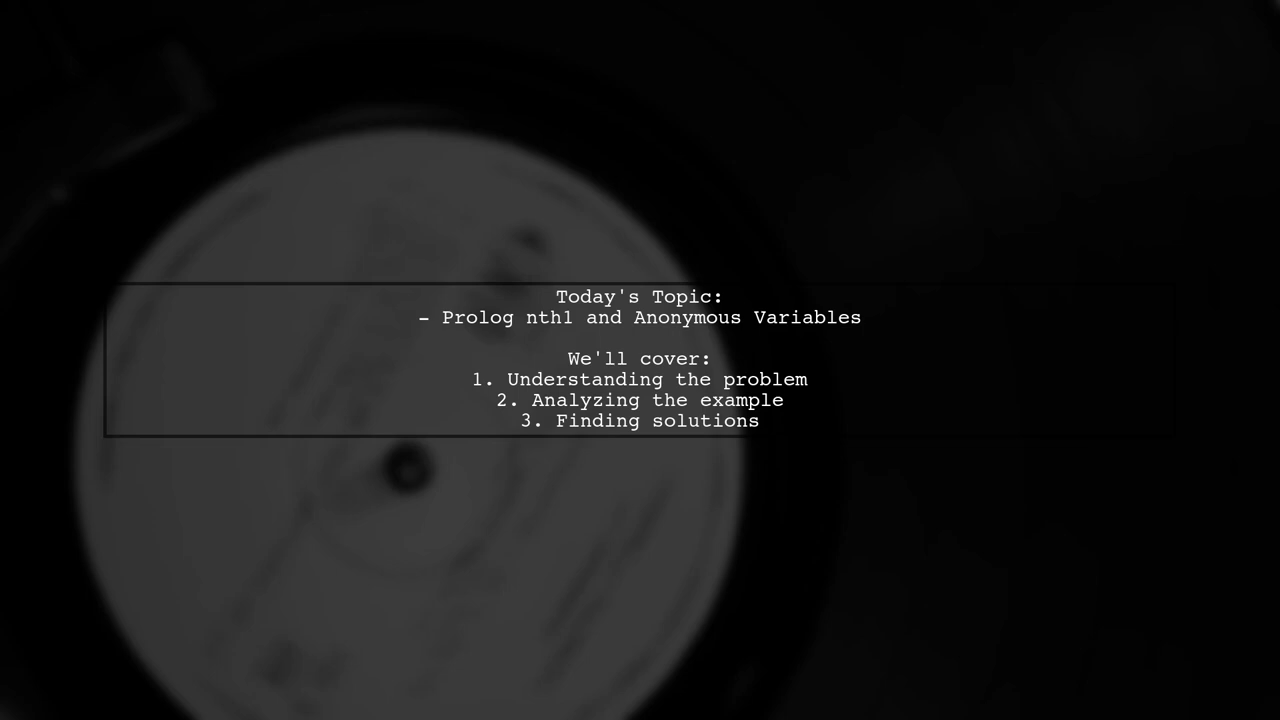 Today's Topic:
- Prolog nth1 and Anonymous Variables
We'll cover:
1. Understanding the problem
2. Analyzing the example
3. Finding solutions